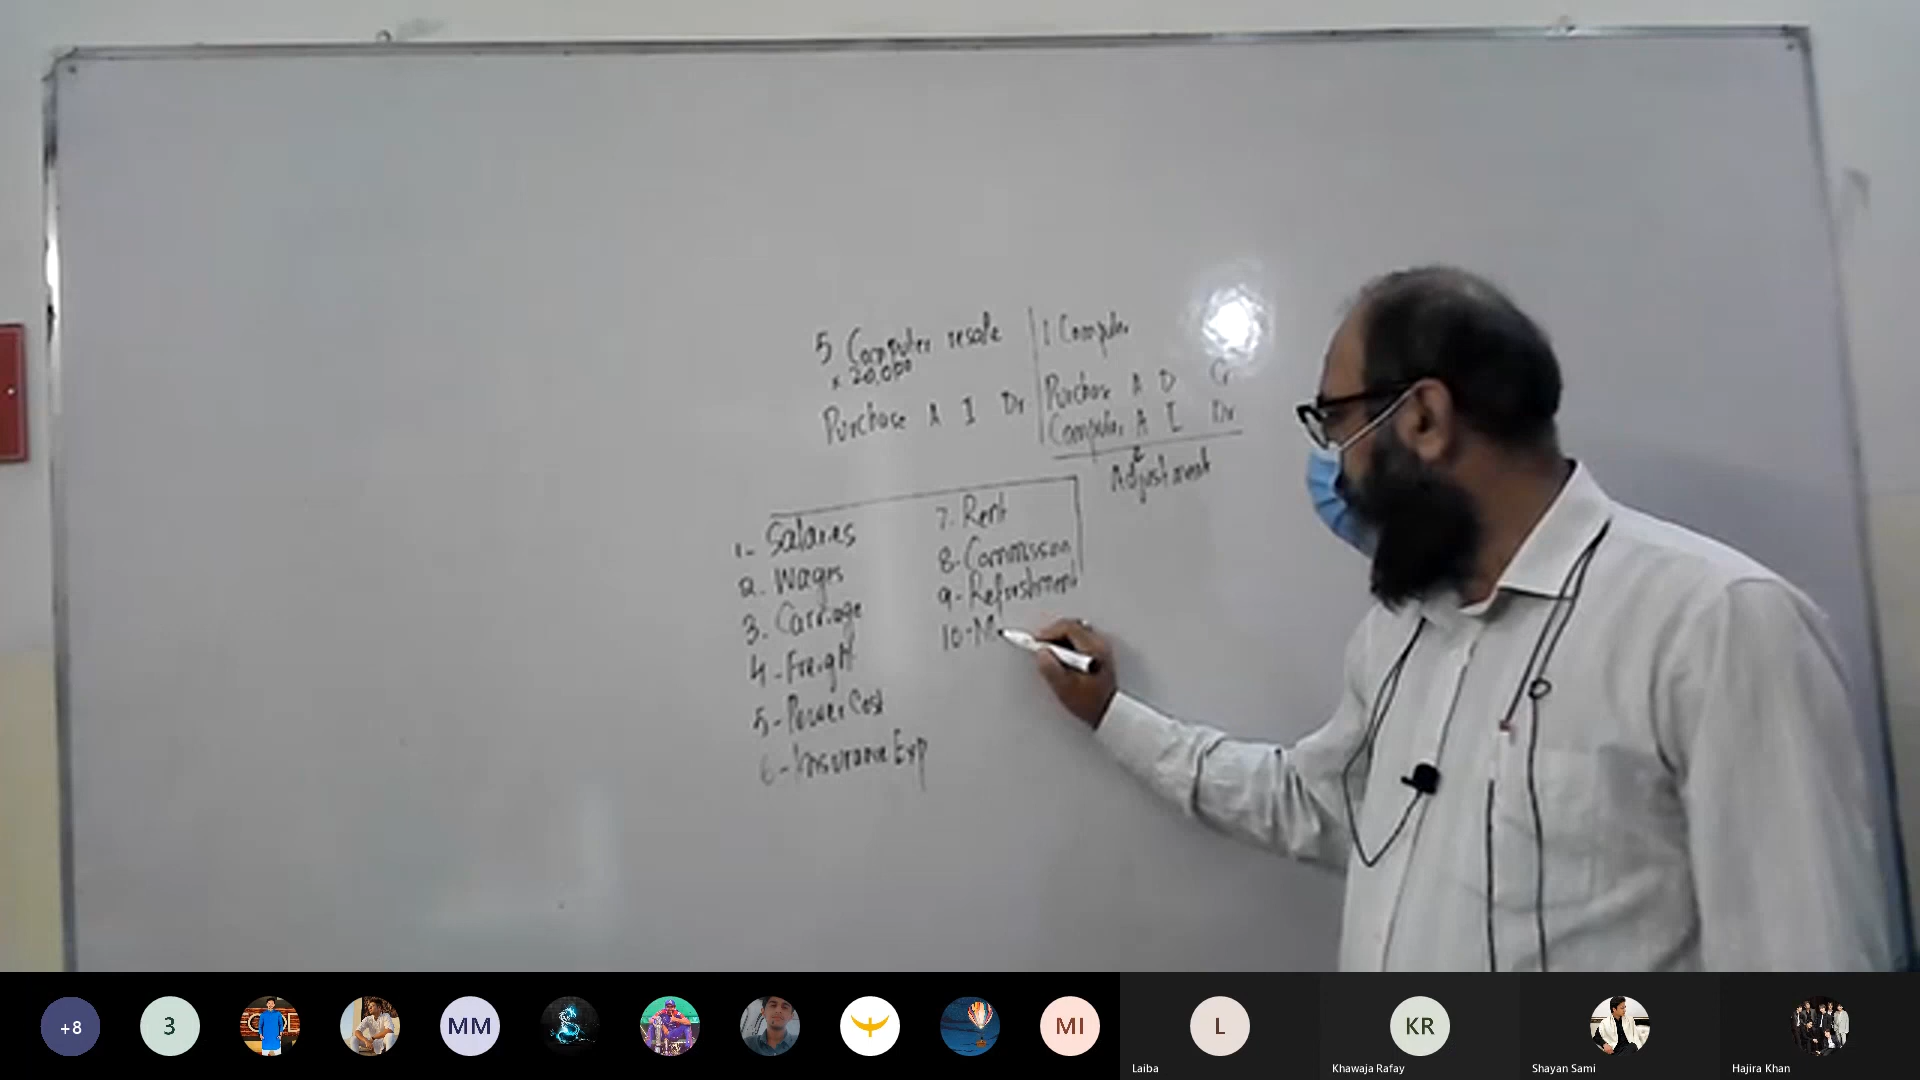 5 Computer resale
x 20,000
Purchase A I Dr
1 Computer
Purchase A D Cr
Computer A I Dr
Adjustment
1- Salaries
2. Wages
3. Carriage
4-Freight
5-Power Cost
6-Insurance Exp
7. Rent
8-Commission
9-Refreshment
10-M
+8
3
MM
MI
L
Laiba
KR
Khawaja Rafay
Shayan Sami
Hajira Khan